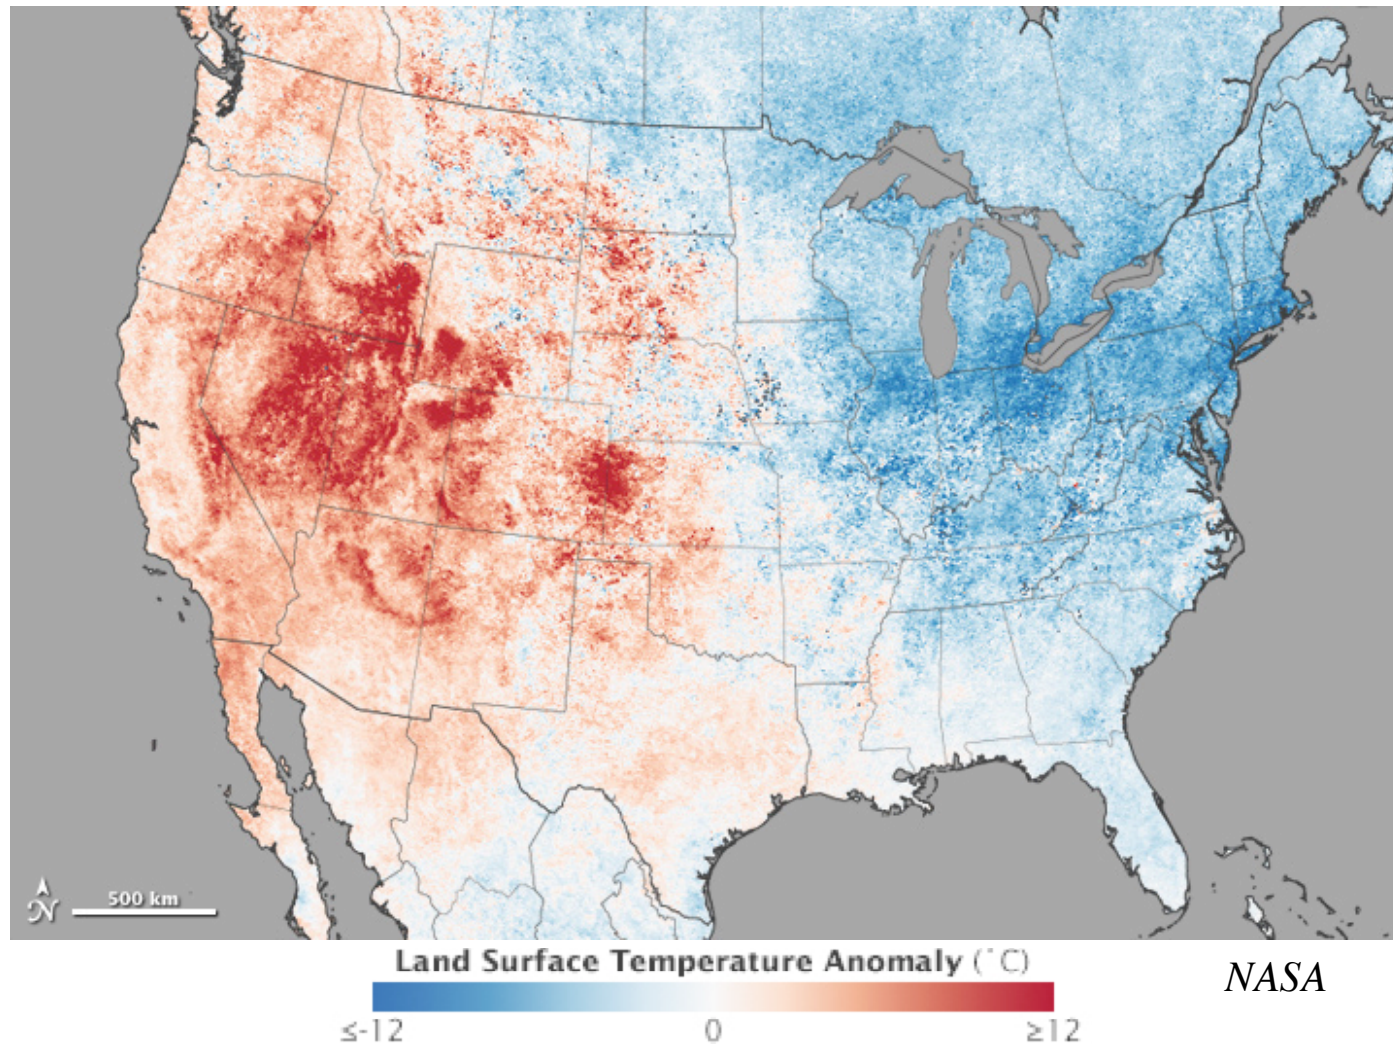 N
500 km
Land Surface Temperature Anomaly (˚C)
NASA
≤-12 0 ≥12